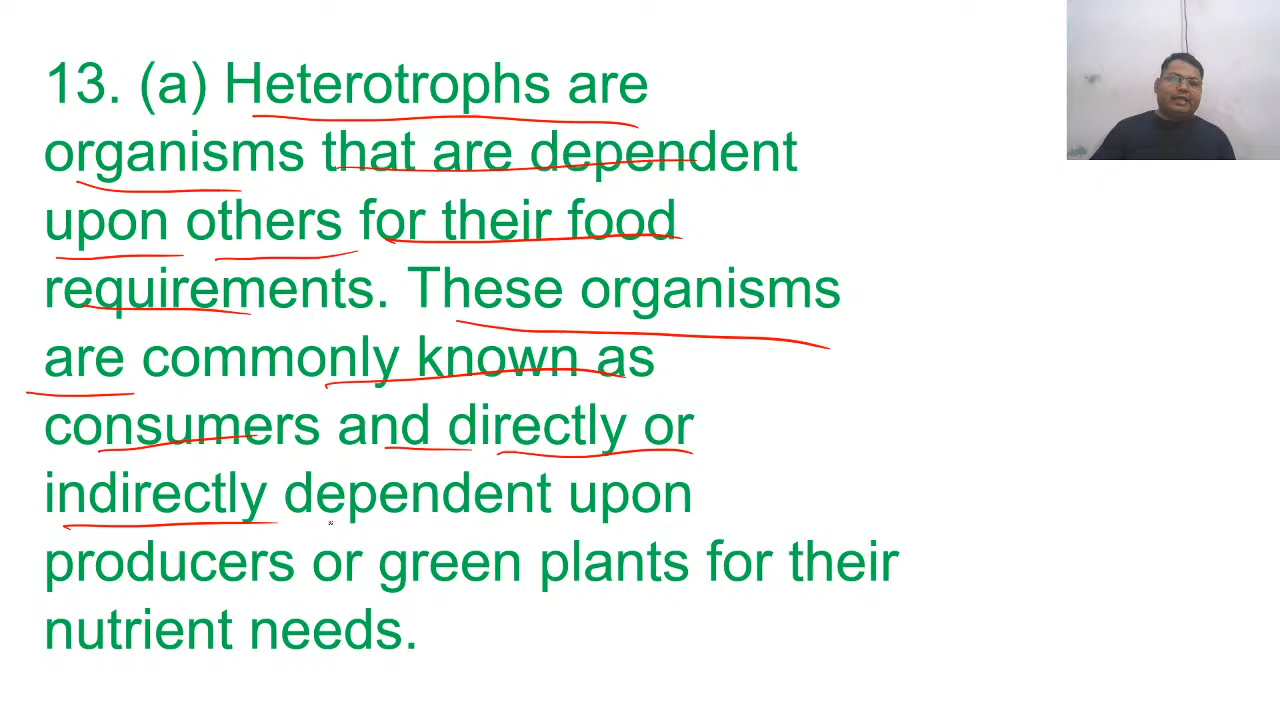 13. (a) Heterotrophs are
organisms that are dependent
upon others for their food
requirements. These organisms
are commonly known as
consumers and directly or
indirectly dependent upon
producers or green plants for their
nutrient needs.